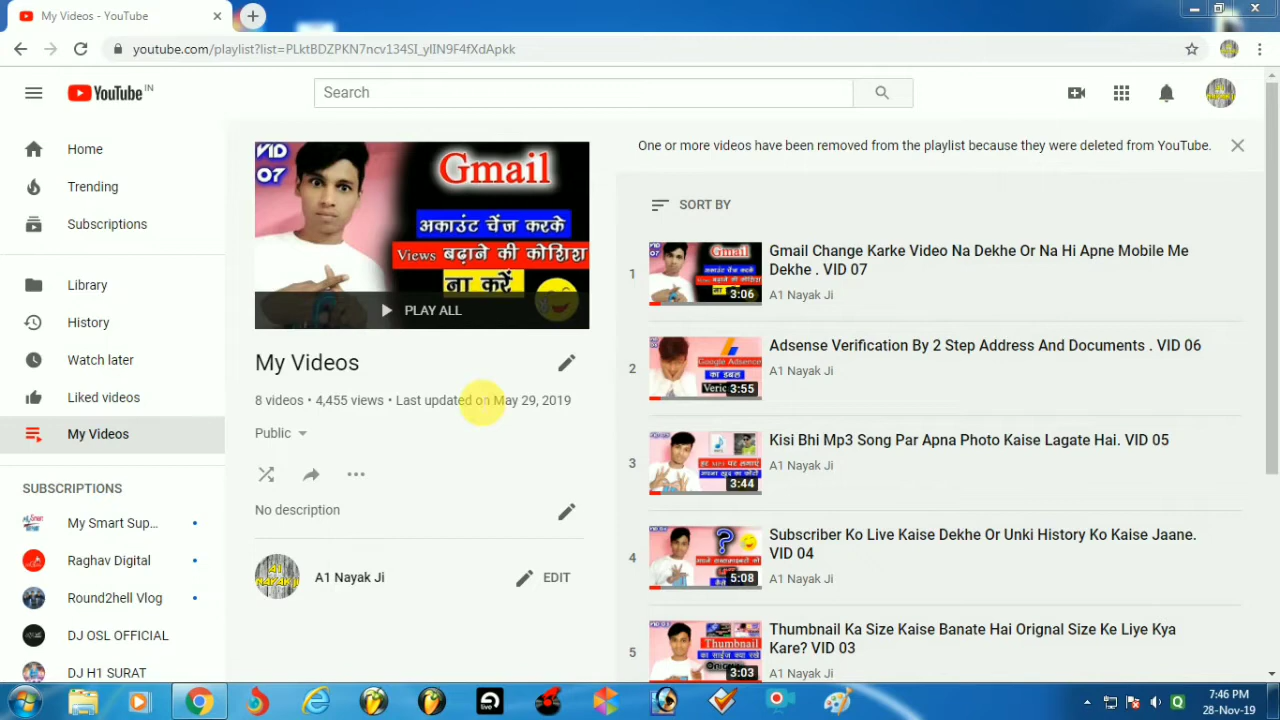 My Videos - YouTube
youtube.com/playlist?list=PLktBDZPKN7ncv134SI_ylIN9F4fXdApkk
YouTube IN
Search
Home
Trending
Subscriptions
Library
History
Watch later
Liked videos
My Videos
SUBSCRIPTIONS
My Smart Sup...
Raghav Digital
Round2hell Vlog
DJ OSL OFFICIAL
DJ H1 SURAT
VID
07
Gmail
अकाउंट चेंज करके
Views बढ़ाने की कोशिश
ना करें
PLAY ALL
My Videos
8 videos • 4,455 views • Last updated on May 29, 2019
Public
No description
A1 NAYAK JI
A1 Nayak Ji
EDIT
One or more videos have been removed from the playlist because they were deleted from YouTube.
SORT BY
1
Gmail
3:06
Gmail Change Karke Video Na Dekhe Or Na Hi Apne Mobile Me
Dekhe . VID 07
A1 Nayak Ji
2
Google Adsence
का डबल
3:55
Adsense Verification By 2 Step Address And Documents . VID 06
A1 Nayak Ji
3
3:44
Kisi Bhi Mp3 Song Par Apna Photo Kaise Lagate Hai. VID 05
A1 Nayak Ji
4
5:08
Subscriber Ko Live Kaise Dekhe Or Unki History Ko Kaise Jaane.
VID 04
A1 Nayak Ji
5
Thumbnail
3:03
Thumbnail Ka Size Kaise Banate Hai Orignal Size Ke Liye Kya
Kare? VID 03
A1 Nayak Ji
live
7:46 PM
28-Nov-19